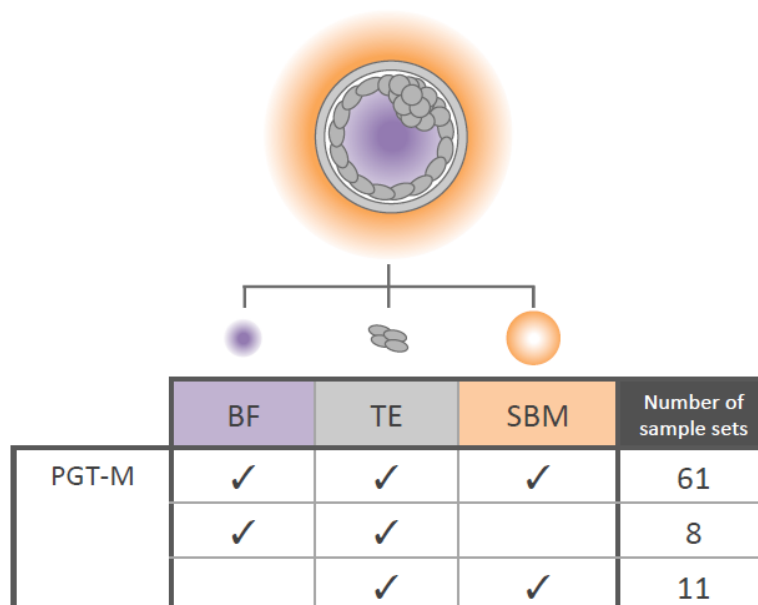 BF TE SBM Number of
sample sets
PGT-M ✓ ✓ ✓ 61
✓ ✓ 8
✓ ✓ 11